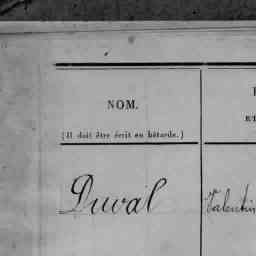 NOM.
(Il doit être écrit en bâtarde.)
Duval